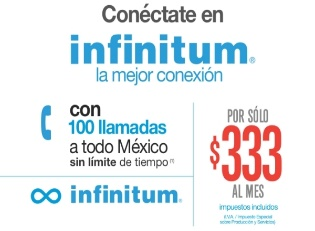 Conéctate en
infinitum®
la mejor conexión
con
100 llamadas
a todo México
sin límite de tiempo (1)
infinitum®
POR SÓLO
$333
AL MES
impuestos incluidos
(I.V.A. / Impuesto Especial
sobre Producción y Servicios)